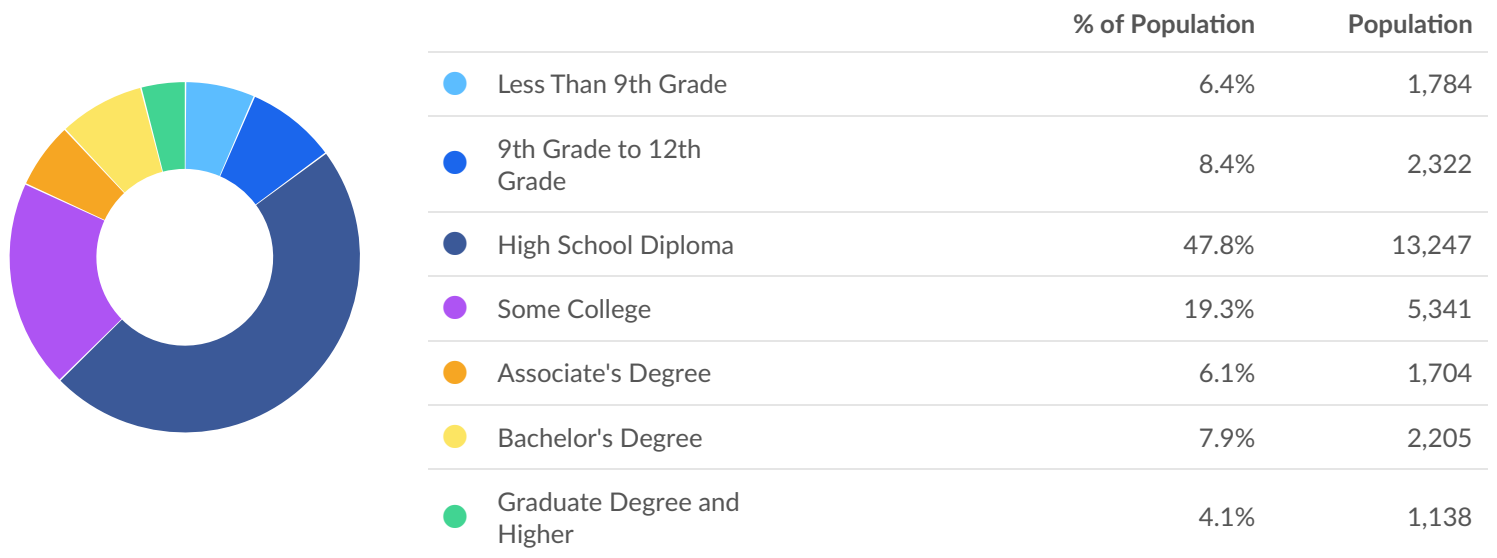 % of Population Population
Less Than 9th Grade 6.4% 1,784
9th Grade to 12th
Grade 8.4% 2,322
High School Diploma 47.8% 13,247
Some College 19.3% 5,341
Associate's Degree 6.1% 1,704
Bachelor's Degree 7.9% 2,205
Graduate Degree and
Higher 4.1% 1,138